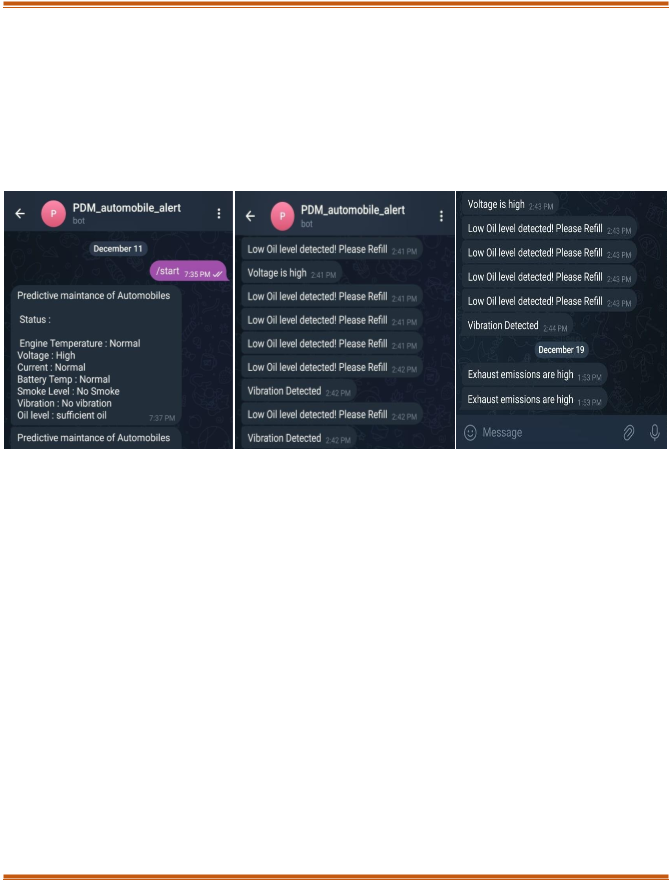 PDM_automobile_alert
P
bot
December 11
/start 7:35 PM
Predictive maintance of Automobiles
Status :
Engine Temperature : Normal
Voltage : High
Current : Normal
Battery Temp : Normal
Smoke Level : No Smoke
Vibration : No vibration
Oil level : sufficient oil 7:37 PM
Predictive maintance of Automobiles
PDM_automobile_alert
P
bot
Low Oil level detected! Please Refill 2:41 PM
Voltage is high 2:41 PM
Low Oil level detected! Please Refill 2:41 PM
Low Oil level detected! Please Refill 2:41 PM
Low Oil level detected! Please Refill 2:41 PM
Low Oil level detected! Please Refill 2:42 PM
Vibration Detected 2:42 PM
Low Oil level detected! Please Refill 2:42 PM
Vibration Detected 2:42 PM
Voltage is high 2:43 PM
Low Oil level detected! Please Refill 2:43 PM
Low Oil level detected! Please Refill 2:43 PM
Low Oil level detected! Please Refill 2:43 PM
Low Oil level detected! Please Refill 2:43 PM
Vibration Detected 2:44 PM
December 19
Exhaust emissions are high 1:53 PM
Exhaust emissions are high 1:53 PM
Message